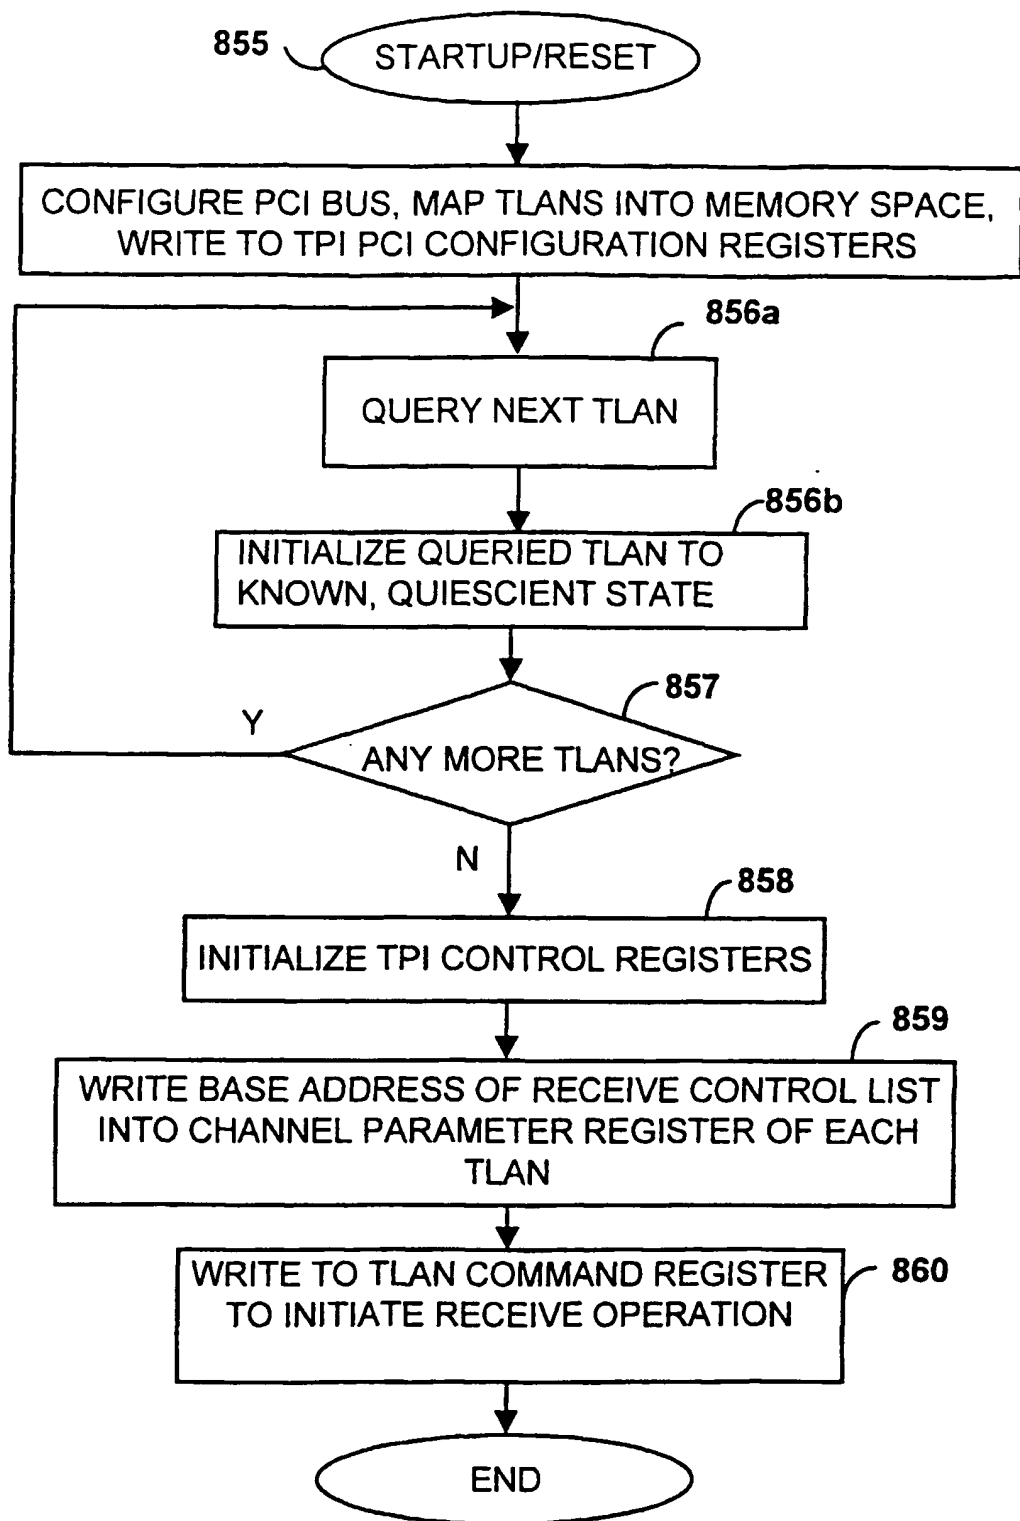 855
STARTUP/RESET
CONFIGURE PCI BUS, MAP TLANS INTO MEMORY SPACE,
WRITE TO TPI PCI CONFIGURATION REGISTERS
856a
QUERY NEXT TLAN
856b
INITIALIZE QUERIED TLAN TO
KNOWN, QUIESCIENT STATE
857
Y
ANY MORE TLANS?
N
858
INITIALIZE TPI CONTROL REGISTERS
859
WRITE BASE ADDRESS OF RECEIVE CONTROL LIST
INTO CHANNEL PARAMETER REGISTER OF EACH
TLAN
WRITE TO TLAN COMMAND REGISTER
860
TO INITIATE RECEIVE OPERATION
END